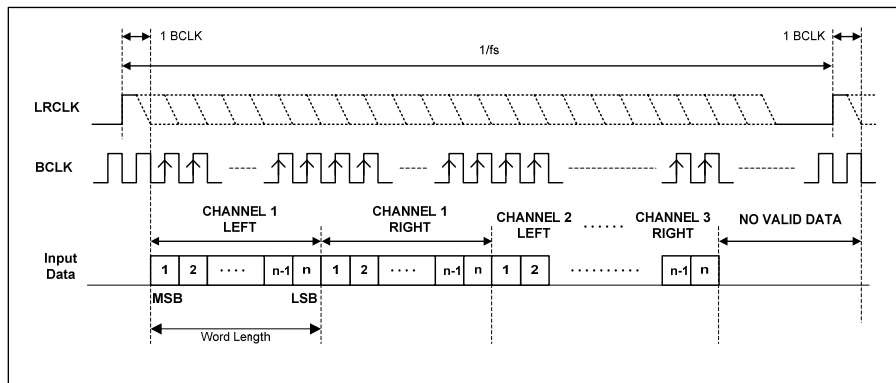 1 BCLK
1/fs
1 BCLK
LRCLK
BCLK
CHANNEL 1
LEFT
CHANNEL 1
RIGHT
CHANNEL 2
LEFT
......
CHANNEL 3
RIGHT
NO VALID DATA
Input
Data
1 2 .... n-1 n 1 2 .... n-1 n 1 2 .......... n-1 n
MSB
LSB
Word Length